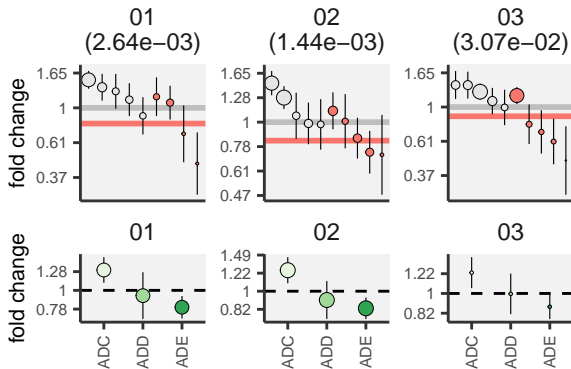 01 02 03
(2.64e−03) (1.44e−03) (3.07e−02)
fold change
1.65 1.65 1.65
1.28
1 1 1
0.78
0.61 0.61 0.61
0.47
0.37 0.37
01 02 03
fold change
1.49
1.28 1.22 1.22
1 1 1
0.78 0.82 0.82
ADC ADD ADE ADC ADD ADE ADC ADD ADE